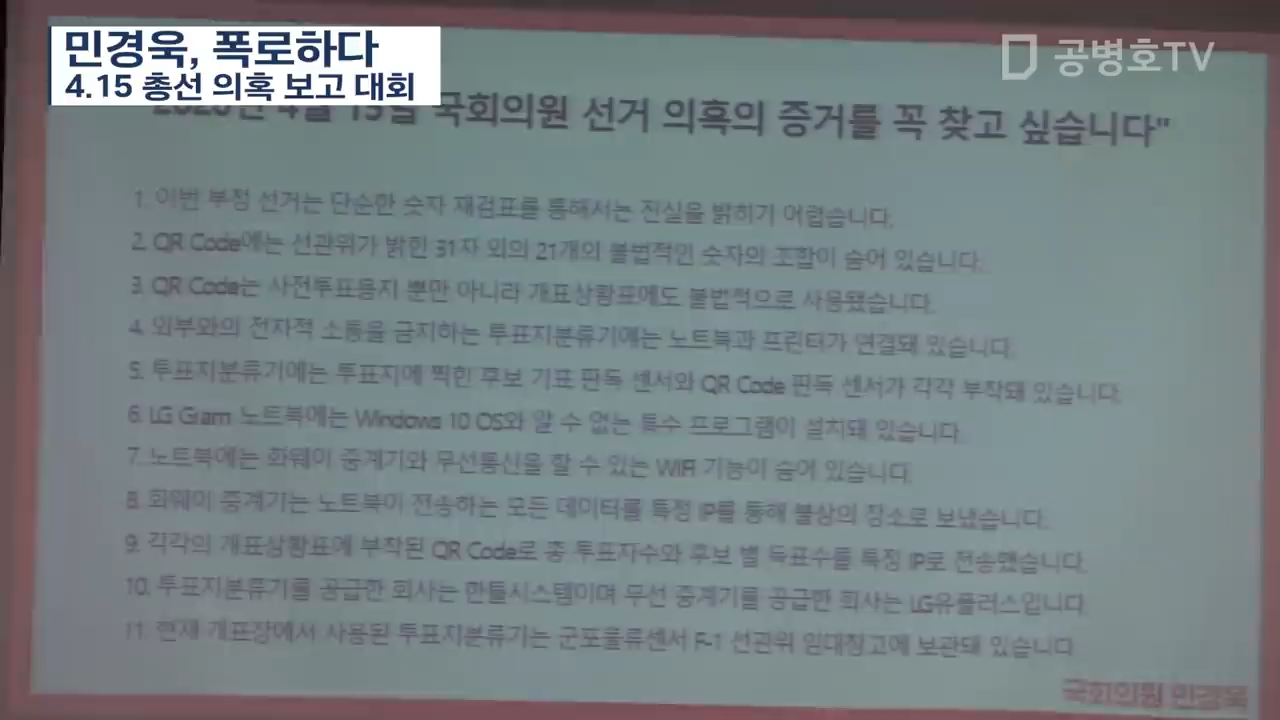 민경욱, 폭로하다
4.15 총선 의혹 보고 대회
공병호TV
2020년 4월 15일 국회의원 선거 의혹의 증거를 꼭 찾고 싶습니다"
1. 이번 부정 선거는 단순한 숫자 재검표를 통해서는 진실을 밝히기 어렵습니다.
2. QR Code에는 선관위가 밝힌 31자 외의 21개의 불법적인 숫자의 조합이 숨어 있습니다.
3. QR Code는 사전투표용지 뿐만 아니라 개표상황표에도 불법적으로 사용됐습니다.
4. 외부와의 전자적 소통을 금지하는 투표지분류기에는 노트북과 프린터가 연결돼 있습니다.
5. 투표지분류기에는 투표지에 찍힌 후보 기표 판독 센서와 QR Code 판독 센서가 각각 부착돼 있습니다.
6. LG Gram 노트북에는 Windows 10 OS와 알 수 없는 특수 프로그램이 설치돼 있습니다.
7. 노트북에는 화웨이 중계기와 무선통신을 할 수 있는 WIFI 기능이 숨어 있습니다.
8. 화웨이 중계기는 노트북이 전송하는 모든 데이터를 특정 IP를 통해 불상의 장소로 보냈습니다.
9. 각각의 개표상황표에 부착된 QR Code로 총 투표자수와 후보 별 득표수를 특정 IP로 전송했습니다.
10. 투표지분류기를 공급한 회사는 한틀시스템이며 무선 중계기를 공급한 회사는 LG유플러스입니다.
11. 현재 개표장에서 사용된 투표지분류기는 군포물류센서 F-1 선관위 임대창고에 보관돼 있습니다.
국회의원 민경욱